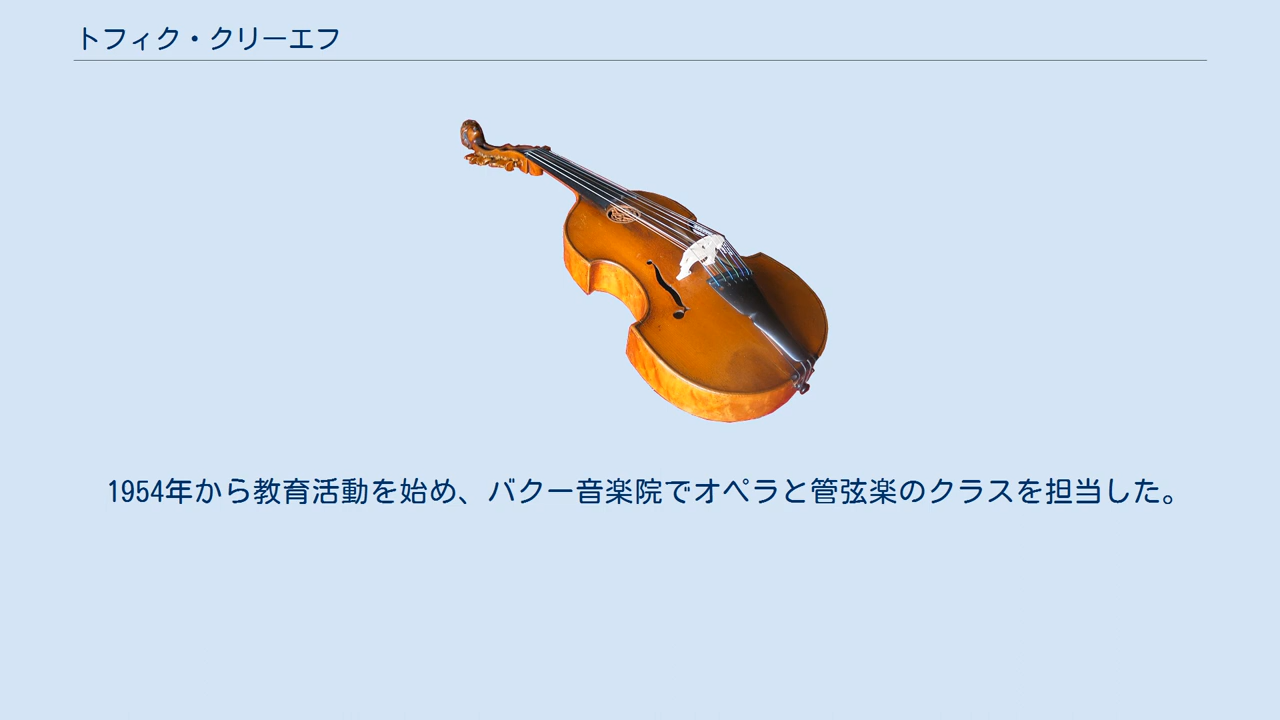 トフィク・クリーエフ
1954年から教育活動を始め、バクー音楽院でオペラと管弦楽のクラスを担当した。